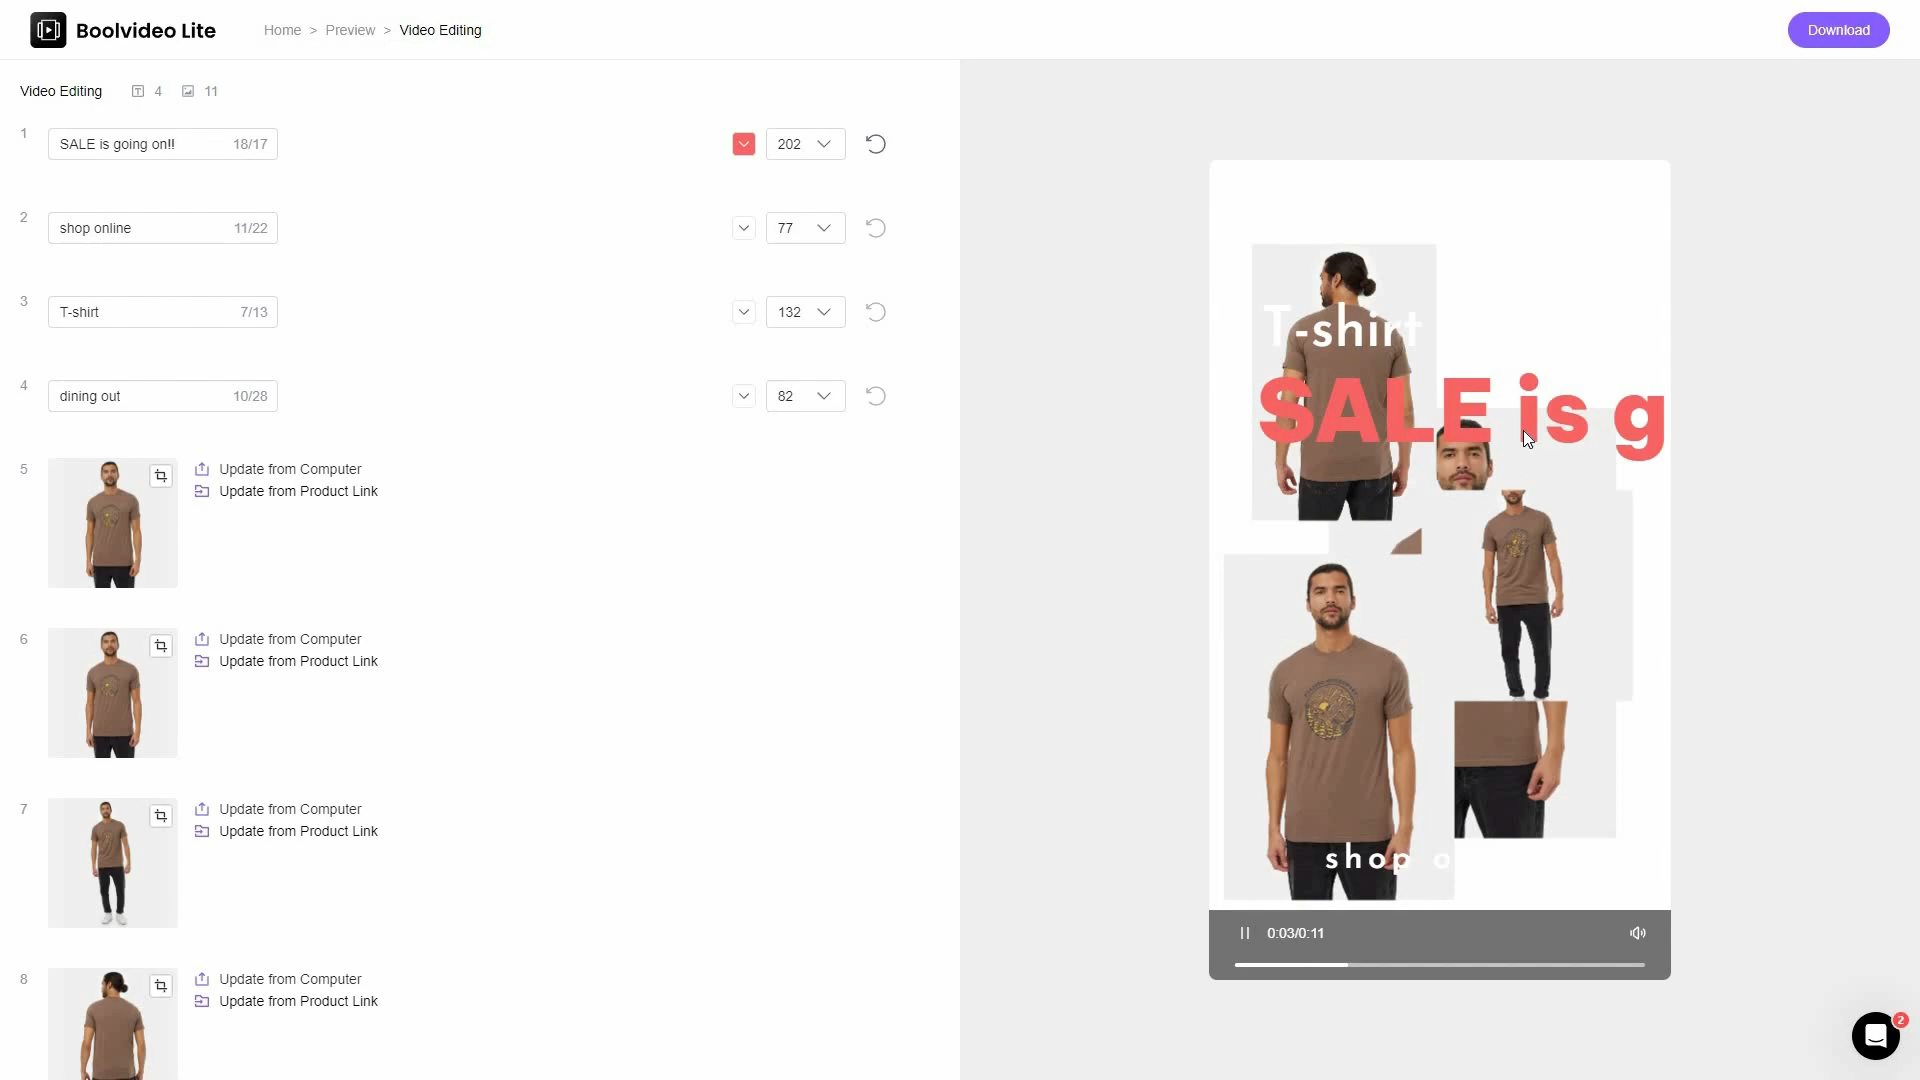 Boolvideo Lite
Home > Preview > Video Editing
Download
Video Editing 4 11
1 SALE is going on!! 18/17 202
2 shop online 11/22 77
3 T-shirt 7/13 132
4 dining out 10/28 82
5 Update from Computer
Update from Product Link
6 Update from Computer
Update from Product Link
7 Update from Computer
Update from Product Link
8 Update from Computer
Update from Product Link
T-shirt
SALE is g
shop o
0:03/0:11
2